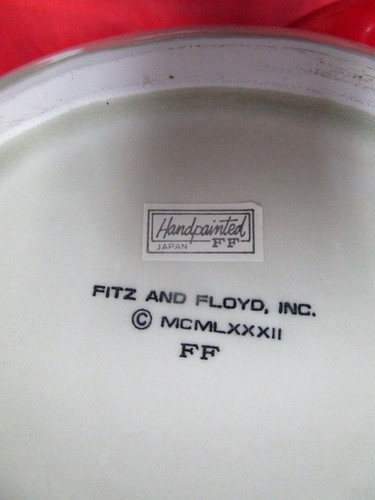 Handpainted
JAPAN FF
FITZ AND FLOYD, INC.
© MCMLXXXII
FF